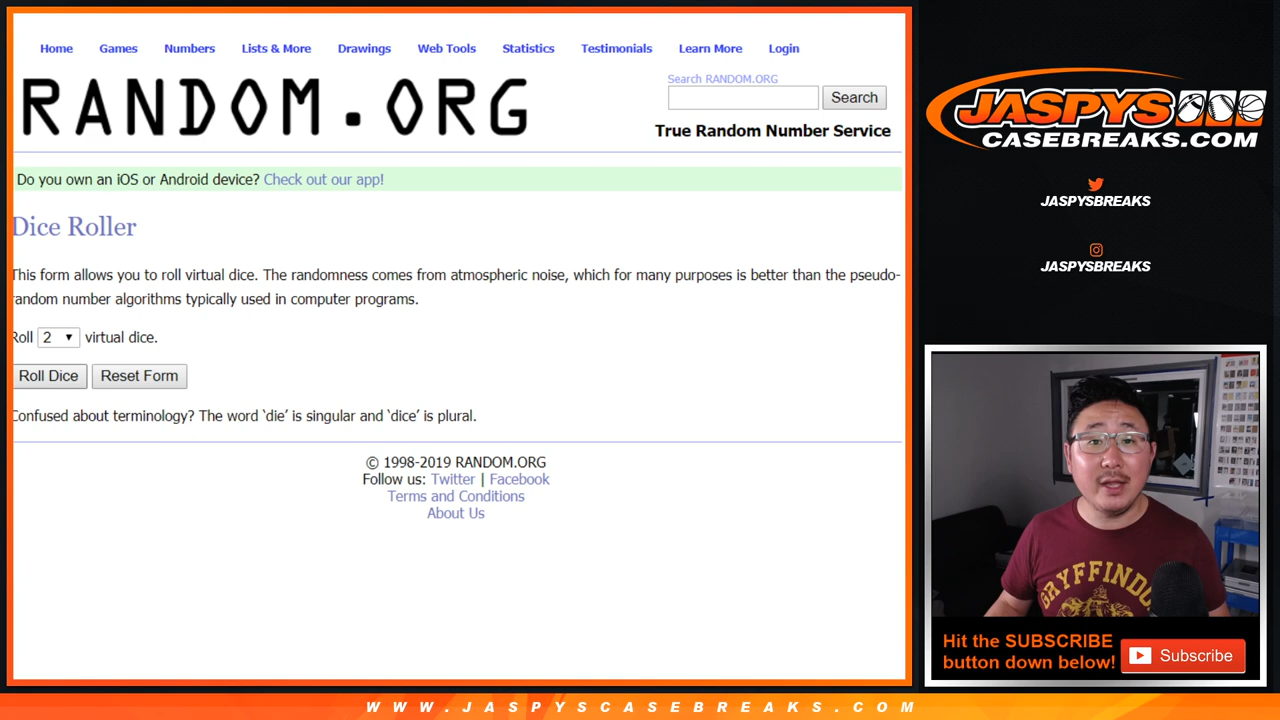 Home Games Numbers Lists & More Drawings Web Tools Statistics Testimonials Learn More Login
RANDOM.ORG
Search RANDOM.ORG
Search
True Random Number Service
Do you own an iOS or Android device? Check out our app!
Dice Roller
This form allows you to roll virtual dice. The randomness comes from atmospheric noise, which for many purposes is better than the pseudo-
random number algorithms typically used in computer programs.
Roll 2 virtual dice.
Roll Dice Reset Form
Confused about terminology? The word ‘die’ is singular and ‘dice’ is plural.
© 1998-2019 RANDOM.ORG
Follow us: Twitter | Facebook
Terms and Conditions
About Us
JASPYS
CASEBREAKS.COM
JASPYSBREAKS
JASPYSBREAKS
GRYFFINDO
Hit the SUBSCRIBE
button down below!
Subscribe
WWW.JASPYSCASEBREAKS.COM